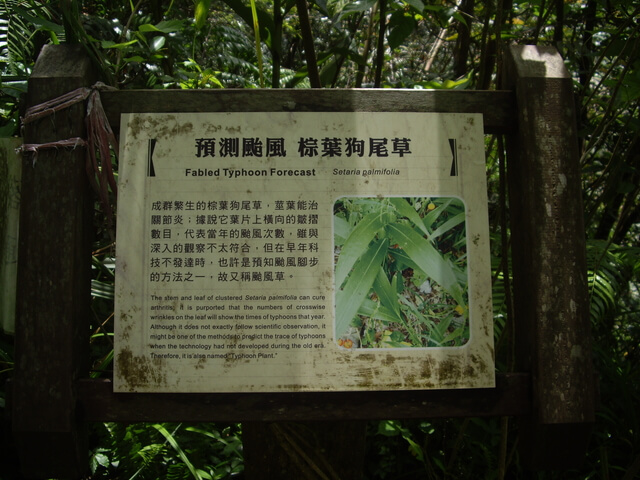 預測颱風 棕葉狗尾草
Fabled Typhoon Forecast Setaria palmifolia
成群繁生的棕葉狗尾草，莖葉能治
關節炎；據說它葉片上橫向的皺摺
數目，代表當年的颱風次數，雖與
深入的觀察不太符合，但在早年科
技不發達時，也許是預知颱風腳步
的方法之一，故又稱颱風草。
The stem and leaf of clustered Setaria palmifolia can cure
arthritis. It is purported that the numbers of crosswise
wrinkles on the leaf will show the times of typhoons that year.
Although it does not exactly follow scientific observation, it
might be one of the methods to predict the trace of typhoons
when the technology had not developed during the old era.
Therefore, it is also named "Typhoon Plant."